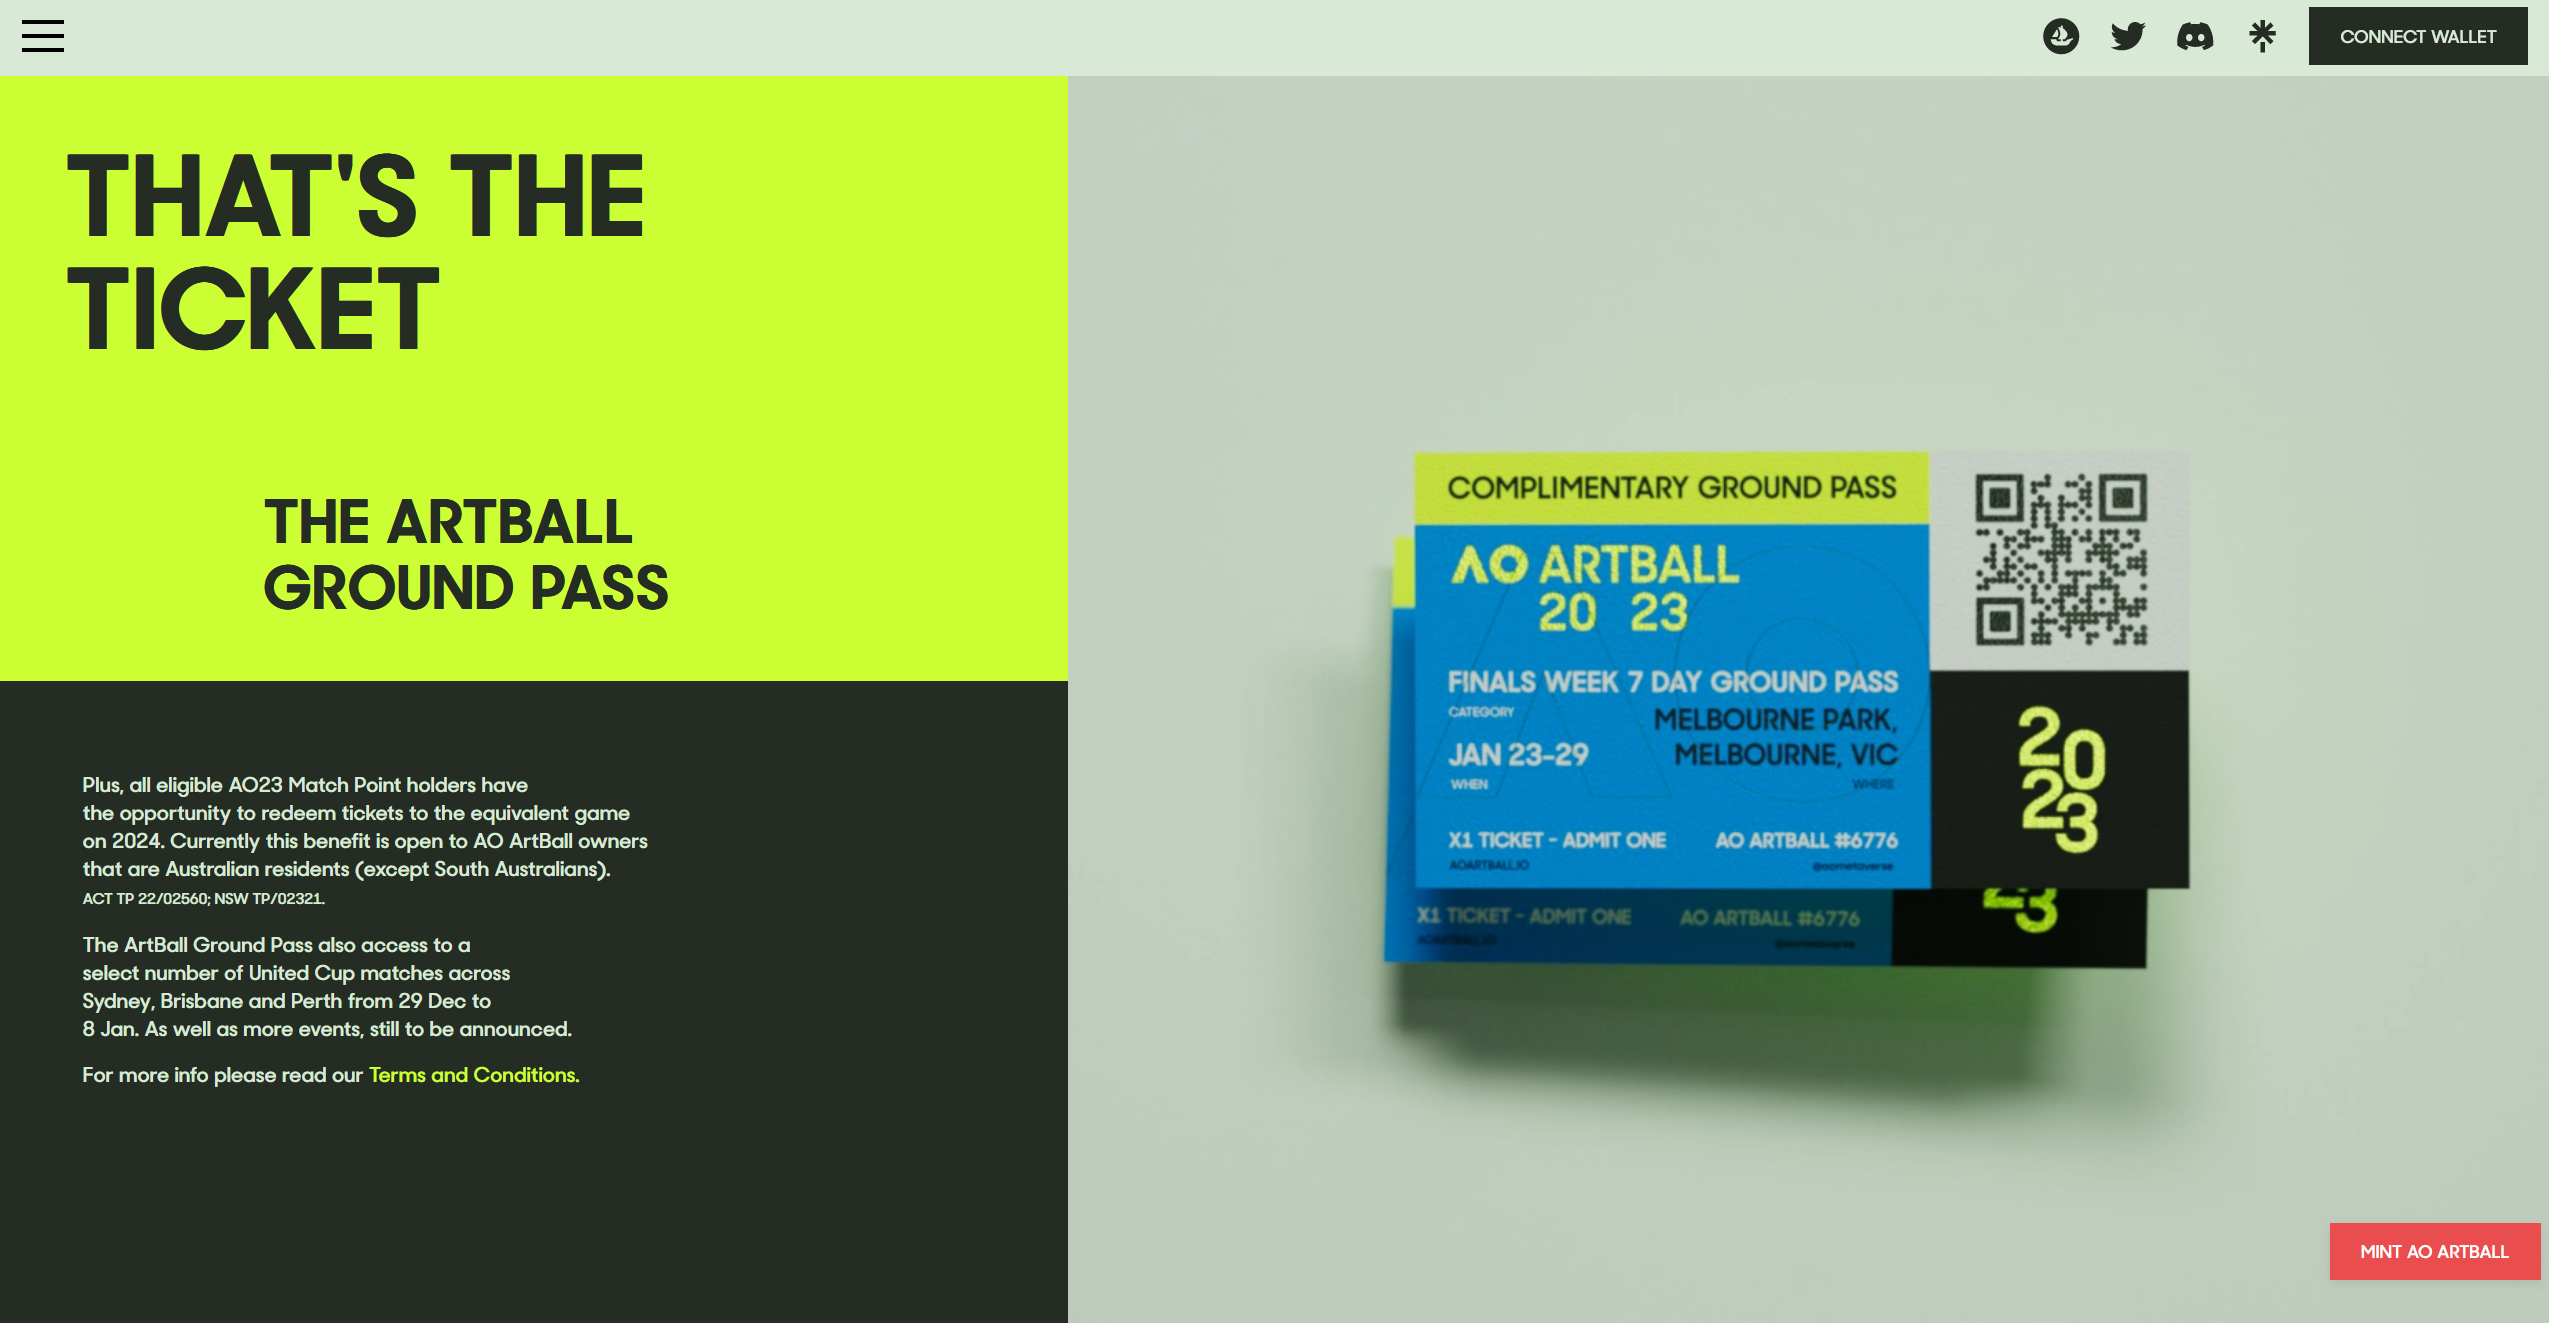 CONNECT WALLET
THAT'S THE
TICKET
THE ARTBALL
GROUND PASS
Plus, all eligible AO23 Match Point holders have
the opportunity to redeem tickets to the equivalent game
on 2024. Currently this benefit is open to AO ArtBall owners
that are Australian residents (except South Australians).
ACT TP 22/02560; NSW TP/02321.
The ArtBall Ground Pass also access to a
select number of United Cup matches across
Sydney, Brisbane and Perth from 29 Dec to
8 Jan. As well as more events, still to be announced.
For more info please read our Terms and Conditions.
COMPLIMENTARY GROUND PASS
AO ARTBALL
20 23
FINALS WEEK 7 DAY GROUND PASS
CATEGORY
MELBOURNE PARK,
MELBOURNE, VIC
WHERE
JAN 23-29
WHEN
X1 TICKET - ADMIT ONE
AO ARTBALL #6776
AOARTBALL.IO
@aometaverse
20
23
X1 TICKET - ADMIT ONE
AO ARTBALL #6776
AOARTBALL.IO
@aometaverse
23
MINT AO ARTBALL